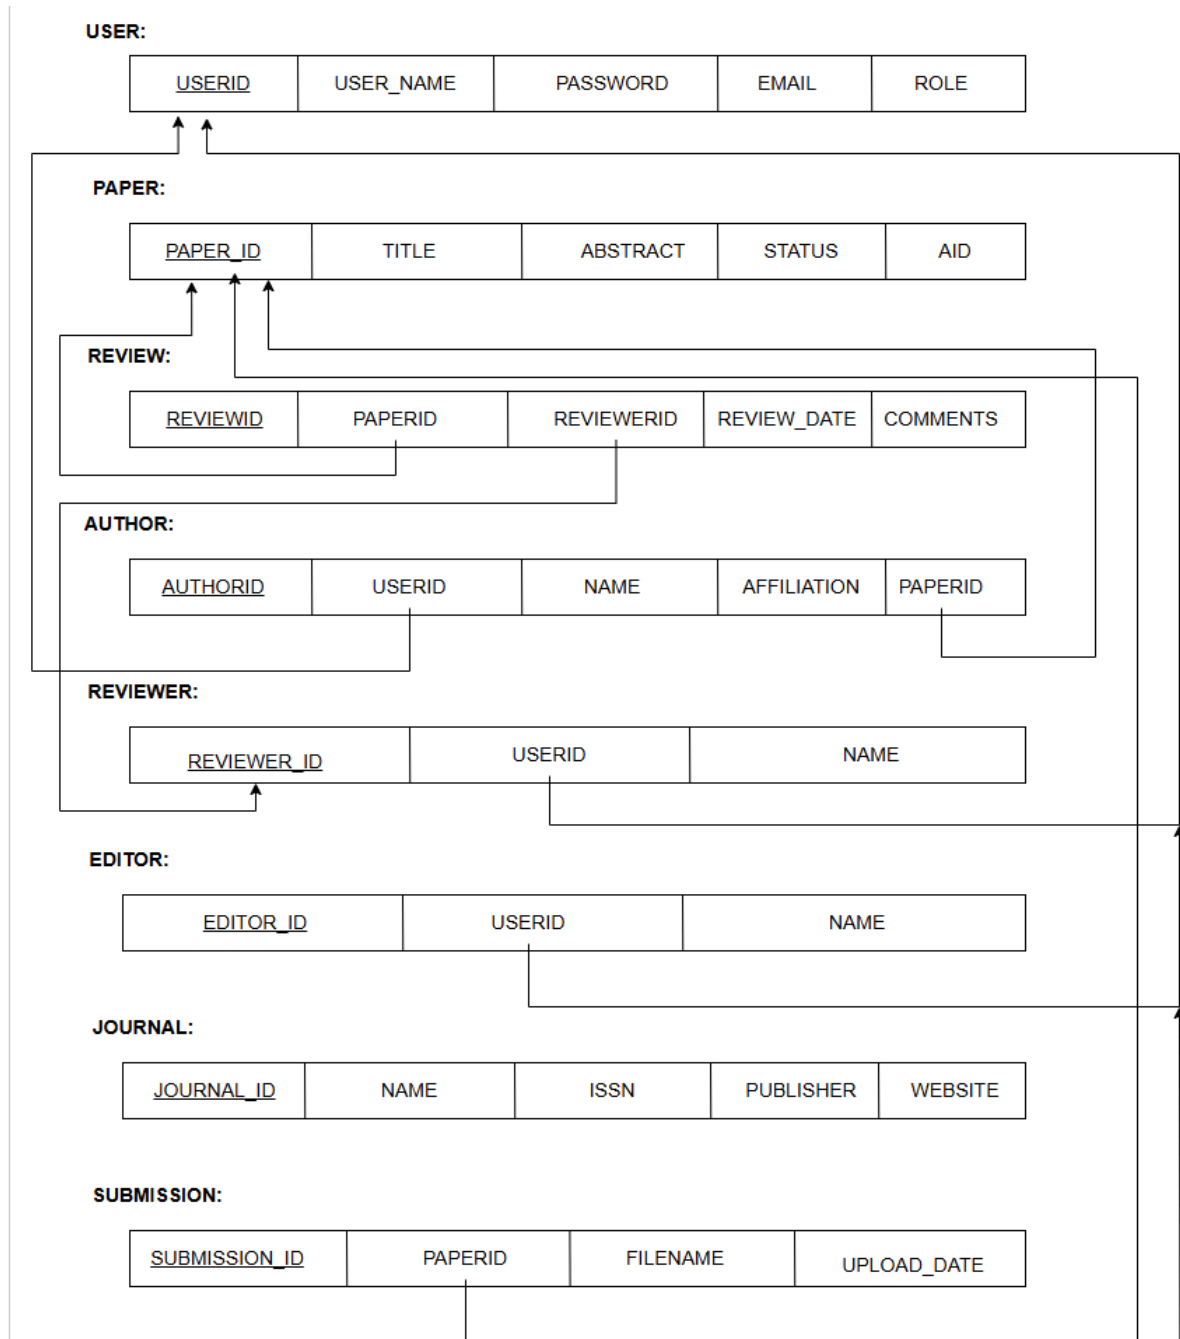 USER:
USERID USER_NAME PASSWORD EMAIL ROLE
PAPER:
PAPER_ID TITLE ABSTRACT STATUS AID
REVIEW:
REVIEWID PAPERID REVIEWERID REVIEW_DATE COMMENTS
AUTHOR:
AUTHORID USERID NAME AFFILIATION PAPERID
REVIEWER:
REVIEWER_ID USERID NAME
EDITOR:
EDITOR_ID USERID NAME
JOURNAL:
JOURNAL_ID NAME ISSN PUBLISHER WEBSITE
SUBMISSION:
SUBMISSION_ID PAPERID FILENAME UPLOAD_DATE